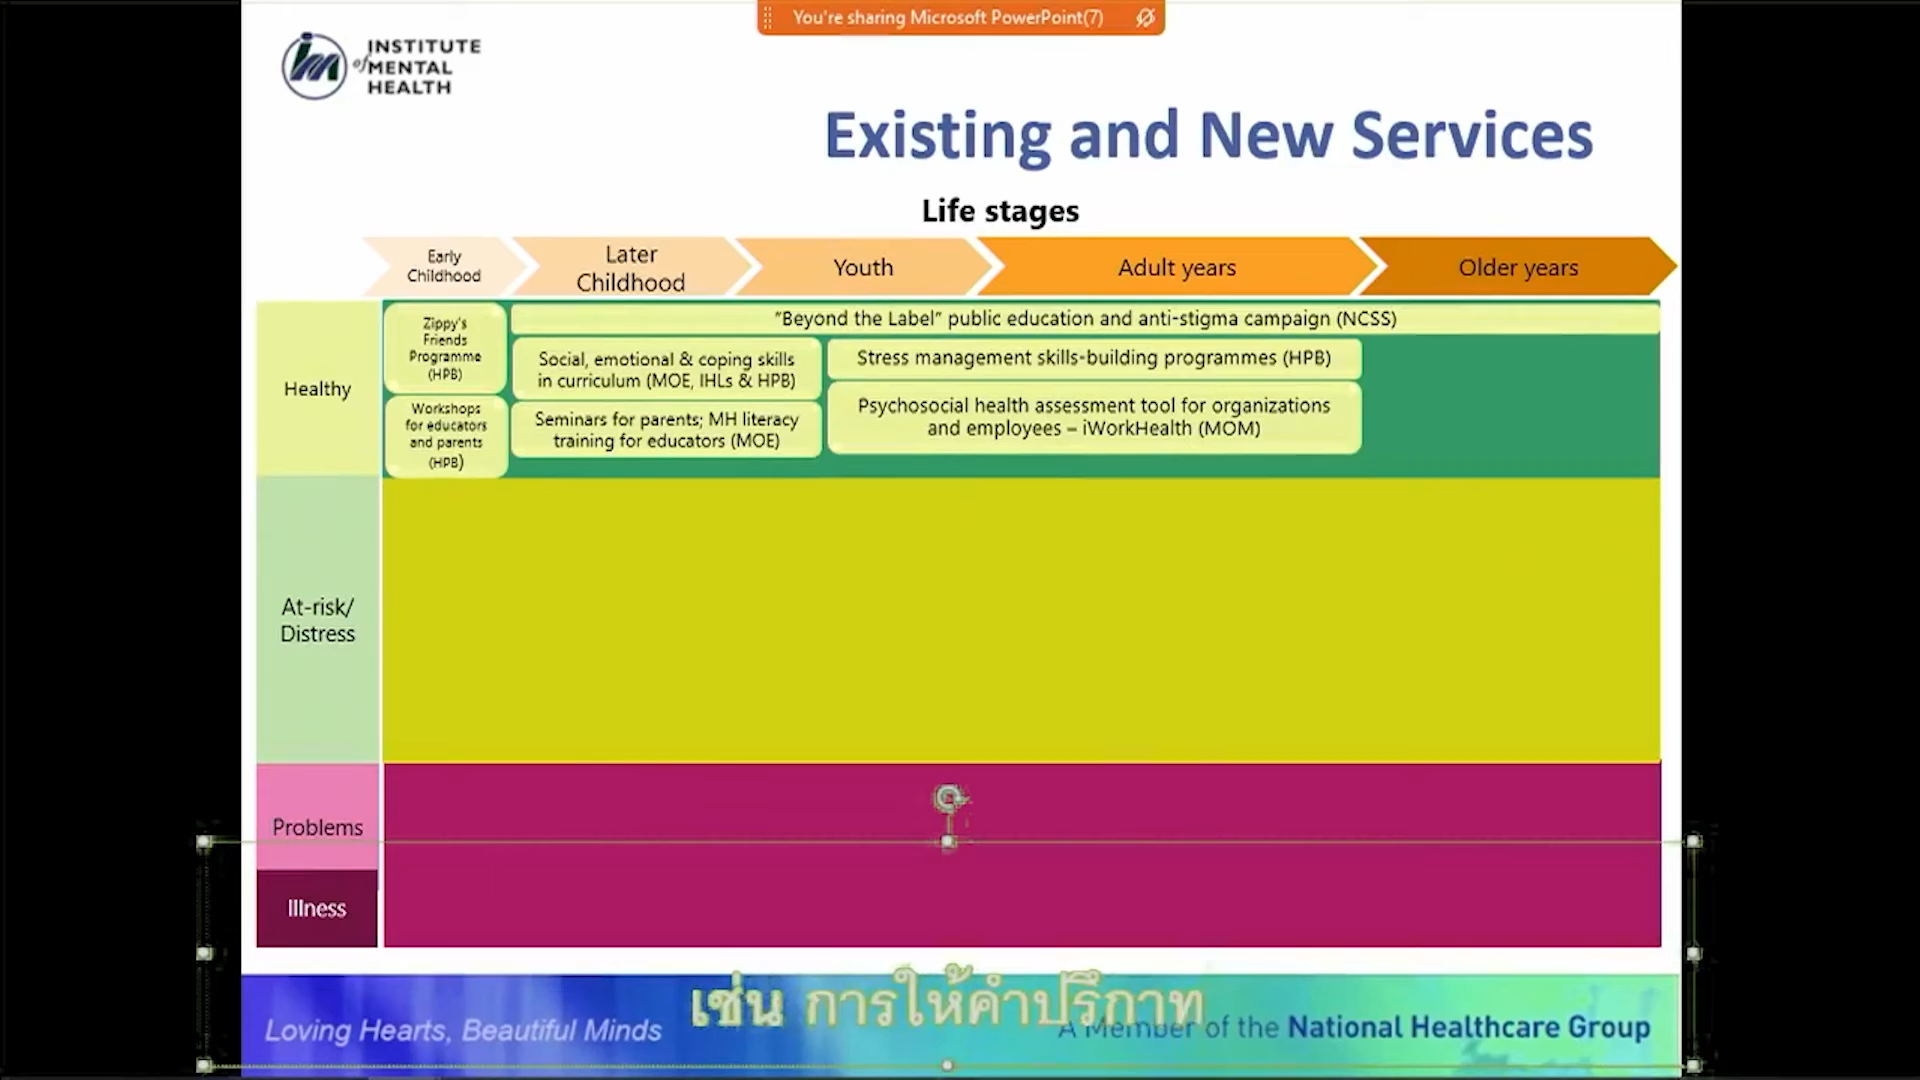 You're sharing Microsoft PowerPoint(7)
INSTITUTE
of MENTAL
HEALTH
Existing and New Services
Life stages
Early
Childhood
Later
Childhood
Youth
Adult years
Older years
Healthy
Zippy's
Friends
Programme
(HPB)
Workshops
for educators
and parents
(HPB)
"Beyond the Label" public education and anti-stigma campaign (NCSS)
Social, emotional & coping skills
in curriculum (MOE, IHLs & HPB)
Seminars for parents; MH literacy
training for educators (MOE)
Stress management skills-building programmes (HPB)
Psychosocial health assessment tool for organizations
and employees – iWorkHealth (MOM)
At-risk/
Distress
Problems
Illness
เช่น การให้คำปรึกาท
Loving Hearts, Beautiful Minds
A Member of the National Healthcare Group